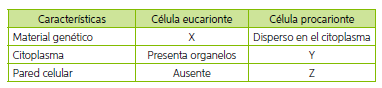 Características Célula eucarionte Célula procarionte
Material genético X Disperso en el citoplasma
Citoplasma Presenta organelos Y
Pared celular Ausente Z